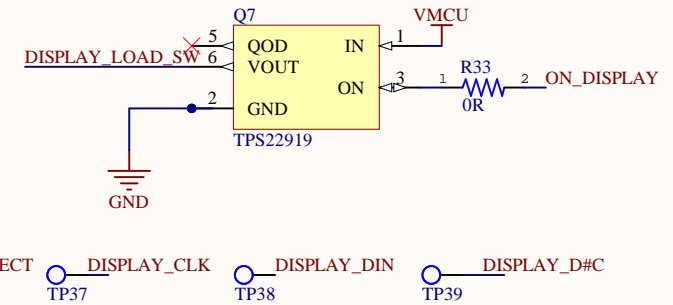 Q7
VMCU
5 QOD IN 1
DISPLAY_LOAD_SW 6 VOUT
ON 3 1 R33 2 ON_DISPLAY
0R
2 GND
TPS22919
GND
ECT DISPLAY_CLK DISPLAY_DIN DISPLAY_D#C
TP37 TP38 TP39